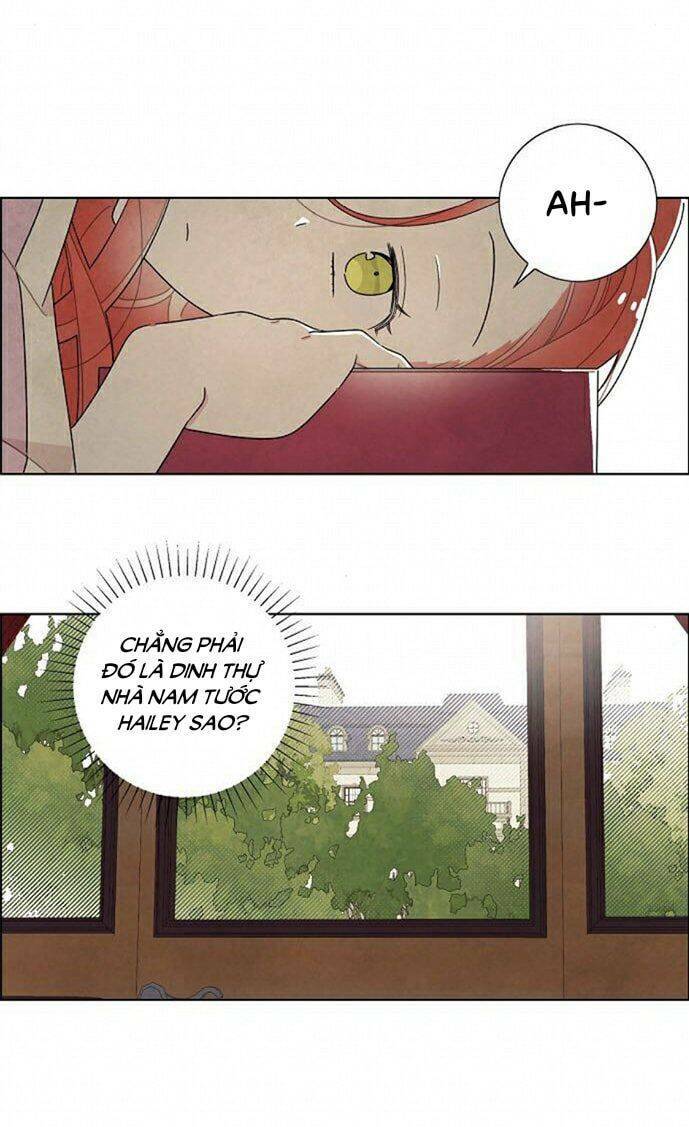 AH-
CHẲNG PHẢI
ĐÓ LÀ DINH THỰ
NHÀ NAM TƯỚC
HAILEY SAO?